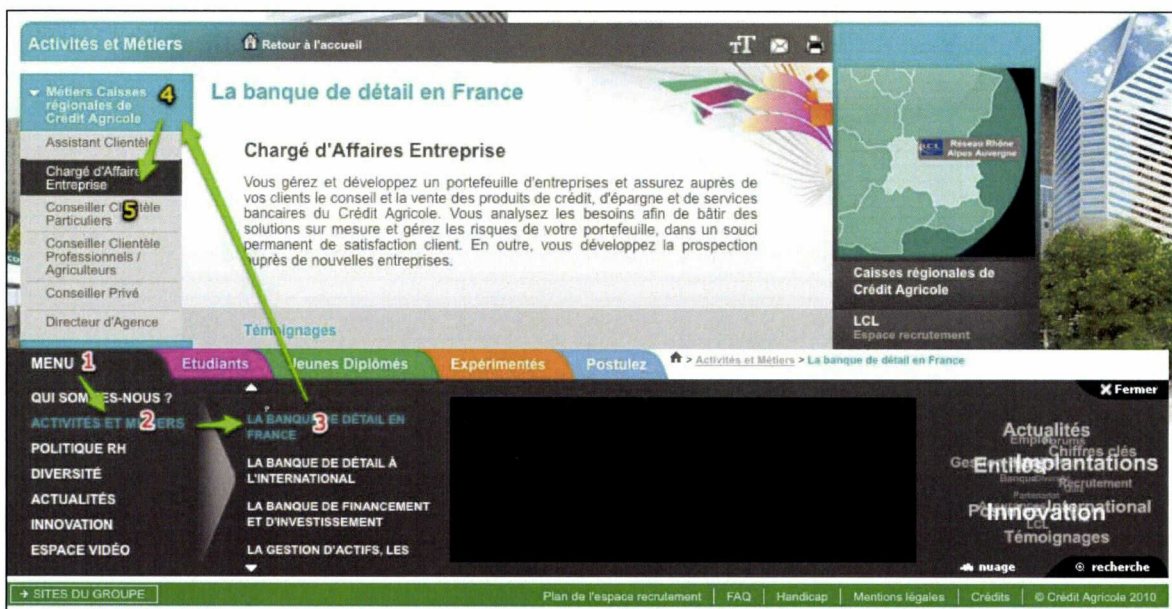 Activités et Métiers
Retour à l'accueil
TT
Métiers Caisses
régionales de
Crédit Agricole
4
Assistant Clientèle
Chargé d'Affaires
Entreprise
5
Conseiller Clientèle
Particuliers
Conseiller Clientèle
Professionnels /
Agriculteurs
Conseiller Privé
Directeur d'Agence
La banque de détail en France
Chargé d'Affaires Entreprise
Vous gérez et développez un portefeuille d'entreprises et assurez auprès de
vos clients le conseil et la vente des produits de crédit, d'épargne et de services
bancaires du Crédit Agricole. Vous analysez les besoins afin de bâtir des
solutions sur mesure et gérez les risques de votre portefeuille, dans un souci
permanent de satisfaction client. En outre, vous développez la prospection
auprès de nouvelles entreprises.
Témoignages
LCL
Réseau Rhône
Alpes Auvergne
Caisses régionales de
Crédit Agricole
LCL
Espace recrutement
MENU 1
Etudiants
Jeunes Diplômés
Expérimentés
Postulez
> Activités et Métiers > La banque de détail en France
X Fermer
QUI SOMMES-NOUS ?
ACTIVITÉS ET MÉTIERS
2
POLITIQUE RH
DIVERSITÉ
ACTUALITÉS
INNOVATION
ESPACE VIDÉO
LA BANQUE DE DÉTAIL EN
FRANCE
3
LA BANQUE DE DÉTAIL À
L'INTERNATIONAL
LA BANQUE DE FINANCEMENT
ET D'INVESTISSEMENT
LA GESTION D'ACTIFS, LES
Actualités
Emploi
Forums
Chiffres clés
Entités
Implantations
Banque
Recrutement
Partenariat
International
Innovation
LCL
Témoignages
nuage
recherche
SITES DU GROUPE
Plan de l'espace recrutement | FAQ | Handicap | Mentions légales | Crédits | © Crédit Agricole 2010